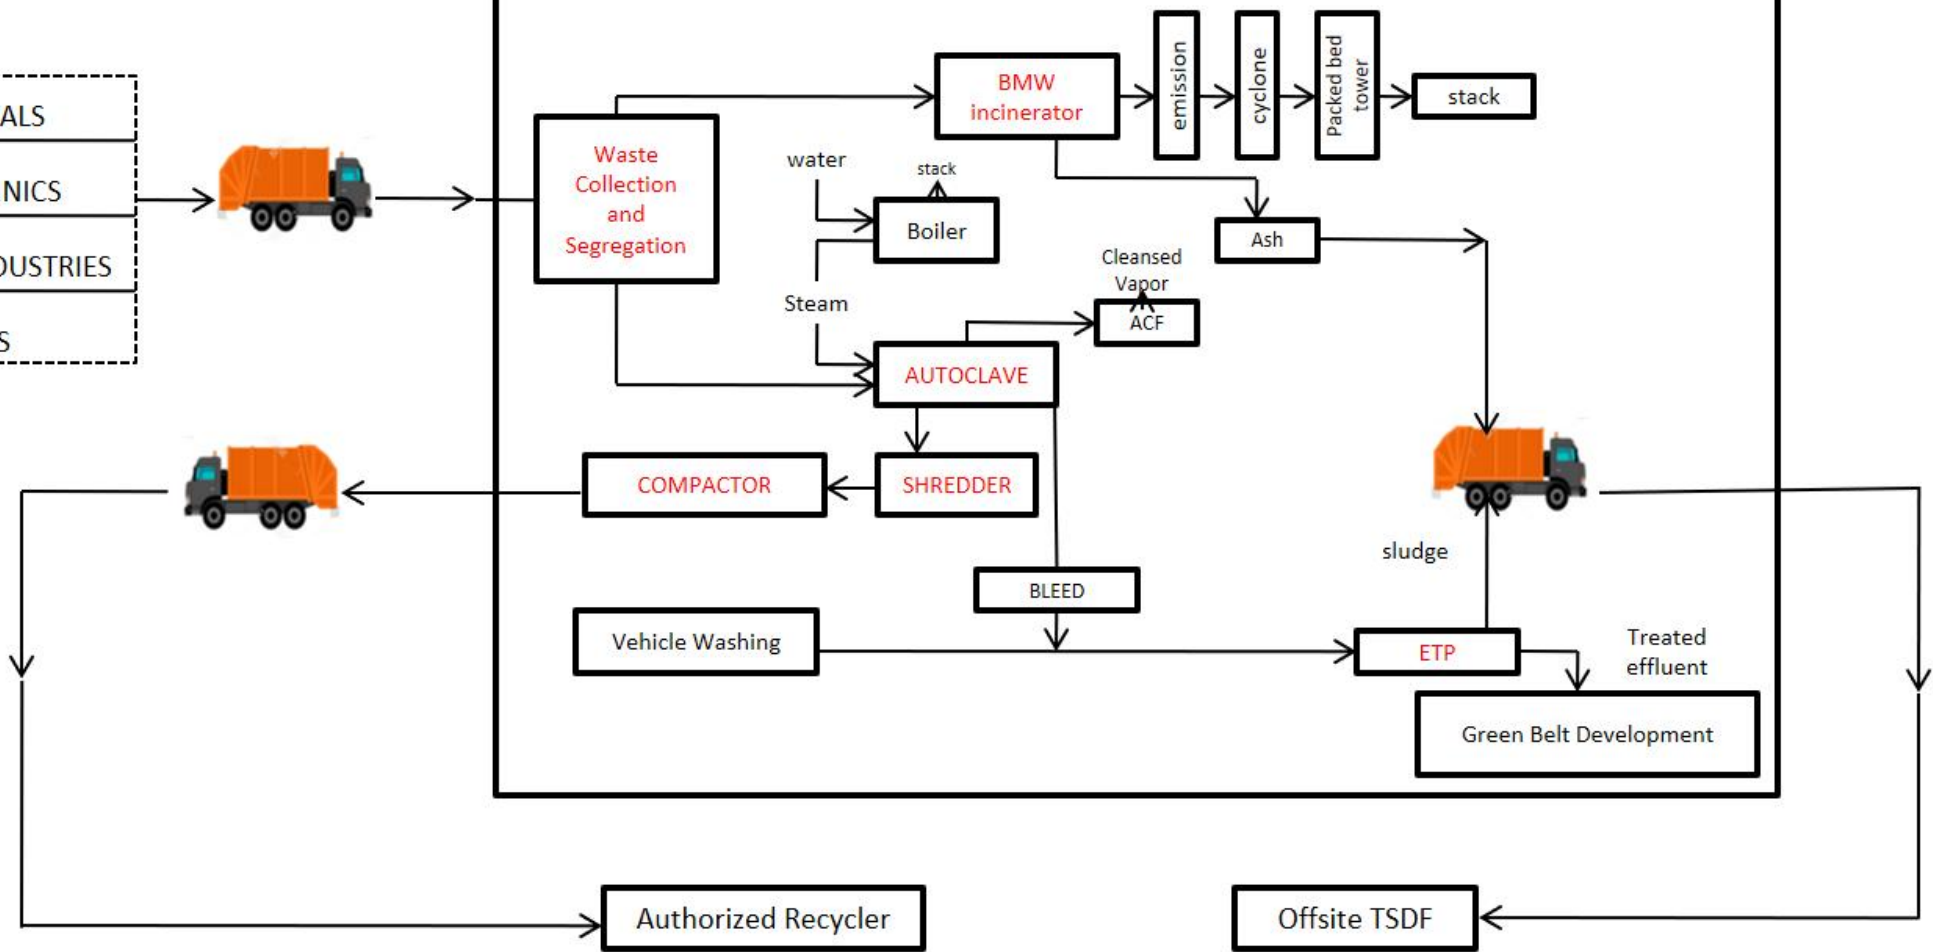 ALS
NICS
DUSTRIES
S
Waste
Collection
and
Segregation
BMW
incinerator
emission
cyclone
Packed bed
tower
stack
water
stack
Boiler
Steam
Cleansed
Vapor
ACF
Ash
AUTOCLAVE
COMPACTOR
SHREDDER
sludge
BLEED
Vehicle Washing
ETP
Treated
effluent
Green Belt Development
Authorized Recycler
Offsite TSDF